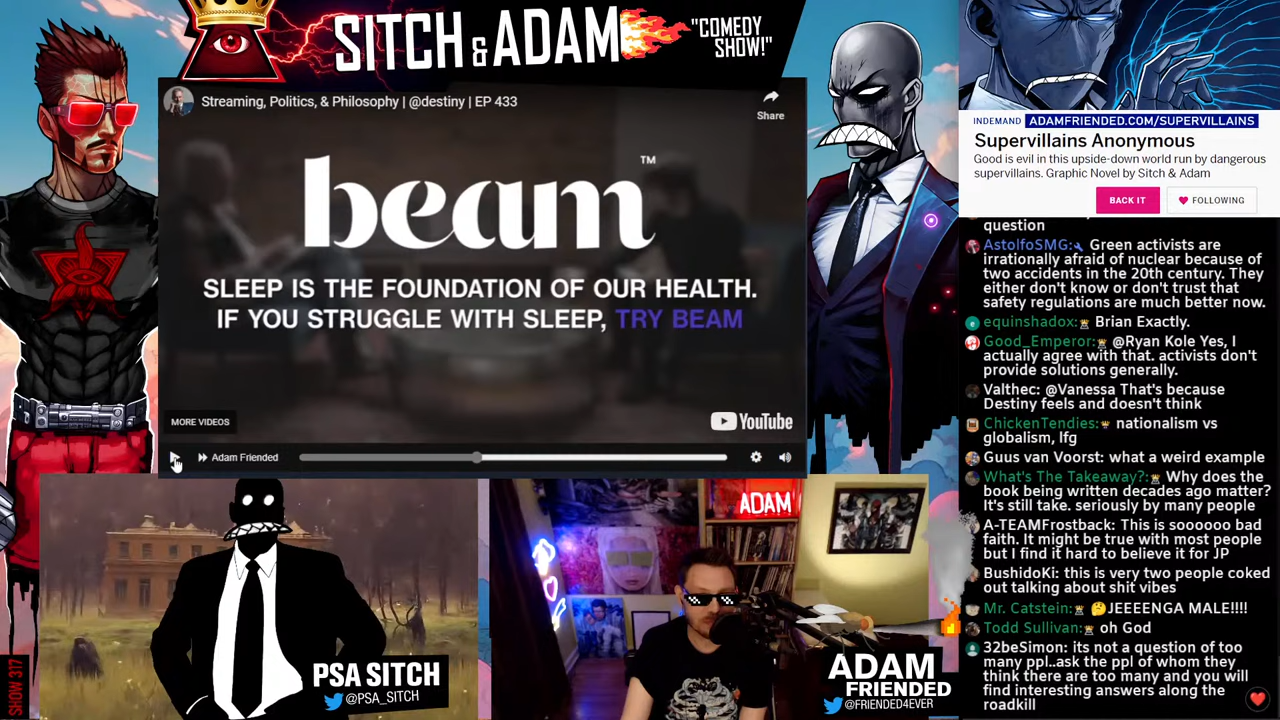 SITCH & ADAM
"COMEDY
SHOW!"
Streaming, Politics, & Philosophy | @destiny | EP 433
Share
beam™
SLEEP IS THE FOUNDATION OF OUR HEALTH.
IF YOU STRUGGLE WITH SLEEP, TRY BEAM
MORE VIDEOS
YouTube
Adam Friended
ADAM
PSA SITCH
@PSA_SITCH
ADAM
FRIENDED
@FRIENDED4EVER
SHOW 317
INDEMAND ADAMFRIENDED.COM/SUPERVILLAINS
Supervillains Anonymous
Good is evil in this upside-down world run by dangerous
supervillains. Graphic Novel by Sitch & Adam
BACK IT
FOLLOWING
question
AstolfoSMG: Green activists are
irrationally afraid of nuclear because of
two accidents in the 20th century. They
either don't know or don't trust that
safety regulations are much better now.
equinshadox: Brian Exactly.
Good_Emperor: @Ryan Kole Yes, I
actually agree with that. activists don't
provide solutions generally.
Valthec: @Vanessa That's because
Destiny feels and doesn't think
ChickenTendies: nationalism vs
globalism, lfg
Guus van Voorst: what a weird example
What's The Takeaway?: Why does the
book being written decades ago matter?
It's still take. seriously by many people
A-TEAMFrostback: This is soooooo bad
faith. It might be true with most people
but I find it hard to believe it for JP
BushidoKi: this is very two people coked
out talking about shit vibes
Mr. Catstein: 🤔JEEEENGA MALE!!!!
Todd Sullivan: oh God
32beSimon: its not a question of too
many ppl..ask the ppl of whom they
think there are too many and you will
find interesting answers along the
roadkill